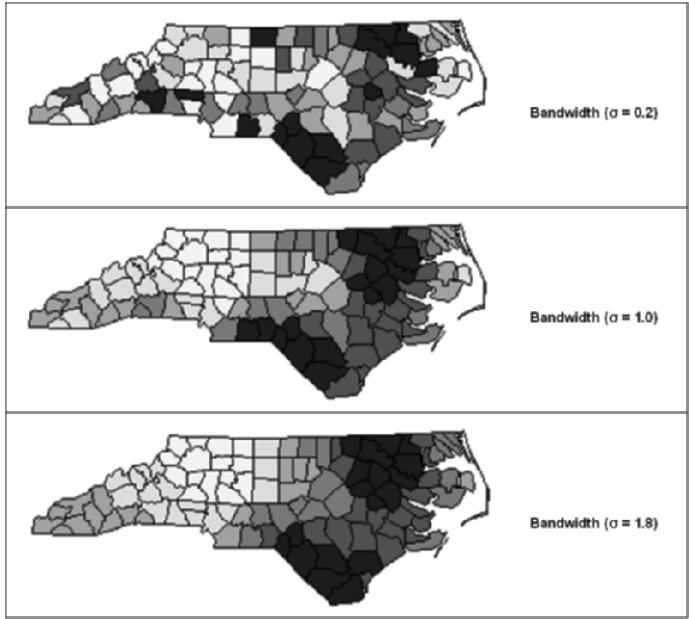 Bandwidth (σ = 0.2)
Bandwidth (σ = 1.0)
Bandwidth (σ = 1.8)